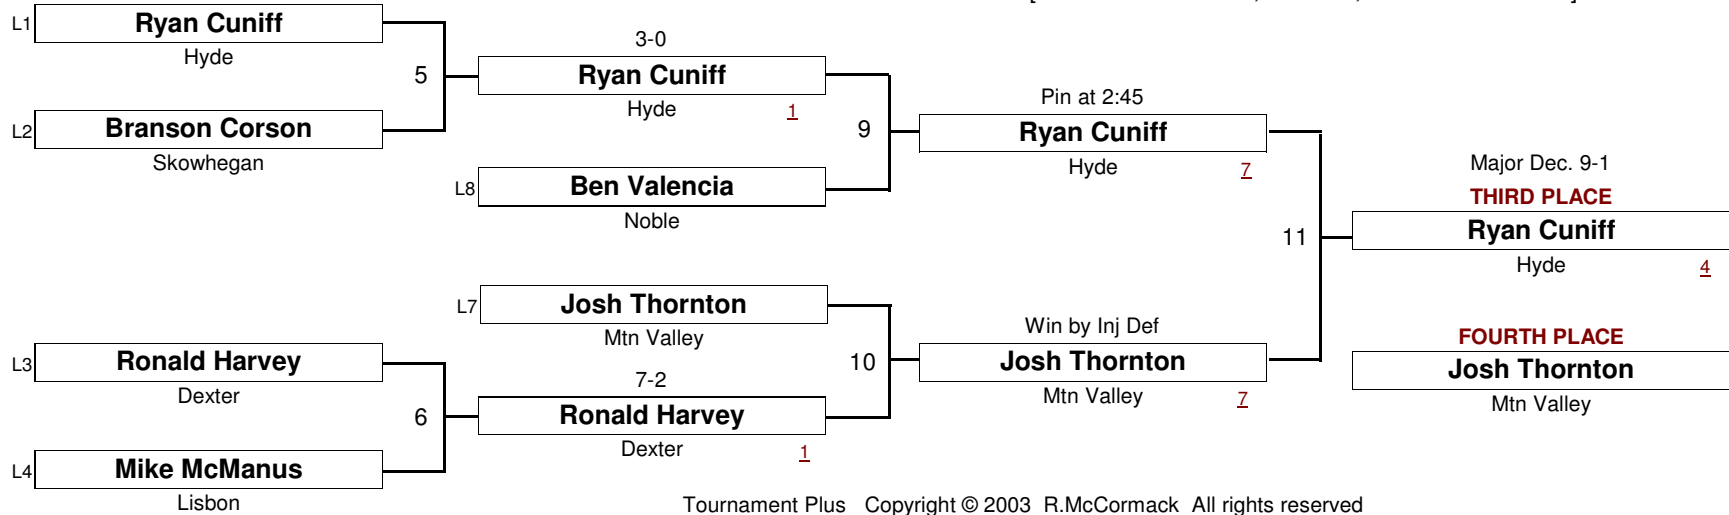 L1 Ryan Cuniff
Hyde
5
L2 Branson Corson
Skowhegan
3-0
Ryan Cuniff
Hyde 1
9
L8 Ben Valencia
Noble
Pin at 2:45
Ryan Cuniff
Hyde 7
L7 Josh Thornton
Mtn Valley
10
L3 Ronald Harvey
Dexter
6
L4 Mike McManus
Lisbon
7-2
Ronald Harvey
Dexter 1
Win by Inj Def
Josh Thornton
Mtn Valley 7
11
Major Dec. 9-1
THIRD PLACE
Ryan Cuniff
Hyde 4
FOURTH PLACE
Josh Thornton
Mtn Valley
Tournament Plus Copyright © 2003 R.McCormack All rights reserved